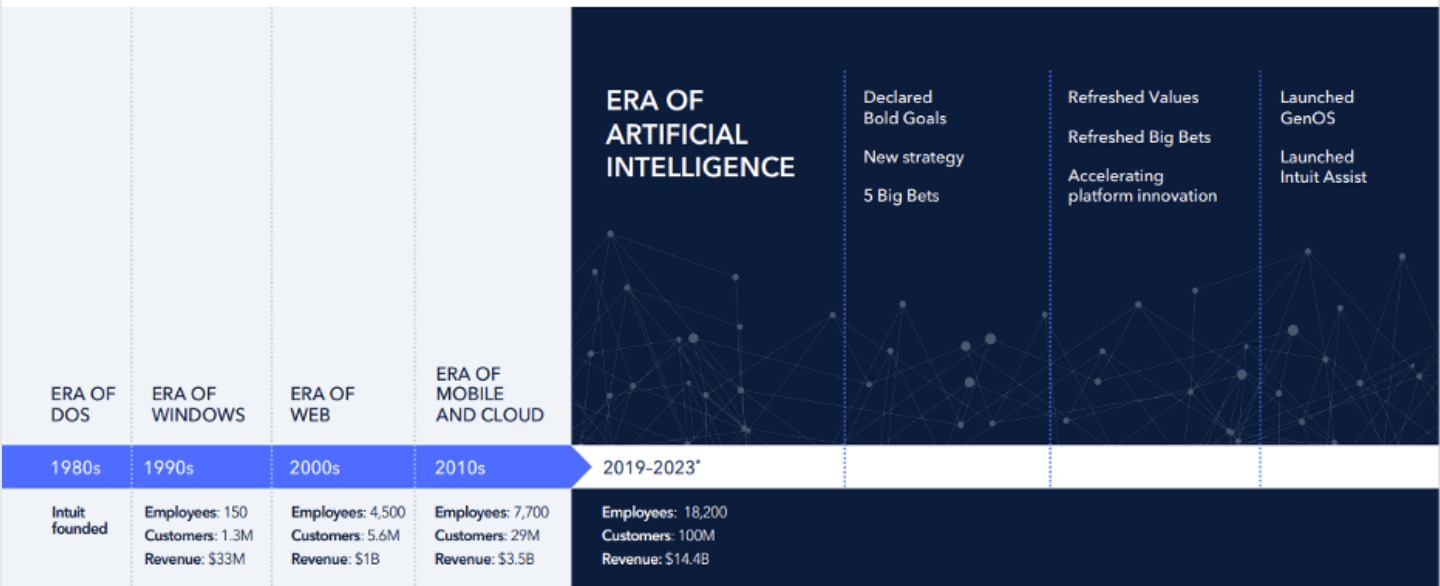 ERA OF
ARTIFICIAL
INTELLIGENCE
Declared
Bold Goals
New strategy
5 Big Bets
Refreshed Values
Refreshed Big Bets
Accelerating
platform innovation
Launched
GenOS
Launched
Intuit Assist
ERA OF
DOS
ERA OF
WINDOWS
ERA OF
WEB
ERA OF
MOBILE
AND CLOUD
1980s
1990s
2000s
2010s
2019-2023*
Intuit
founded
Employees: 150
Customers: 1.3M
Revenue: $33M
Employees: 4,500
Customers: 5.6M
Revenue: $1B
Employees: 7,700
Customers: 29M
Revenue: $3.5B
Employees: 18,200
Customers: 100M
Revenue: $14.4B